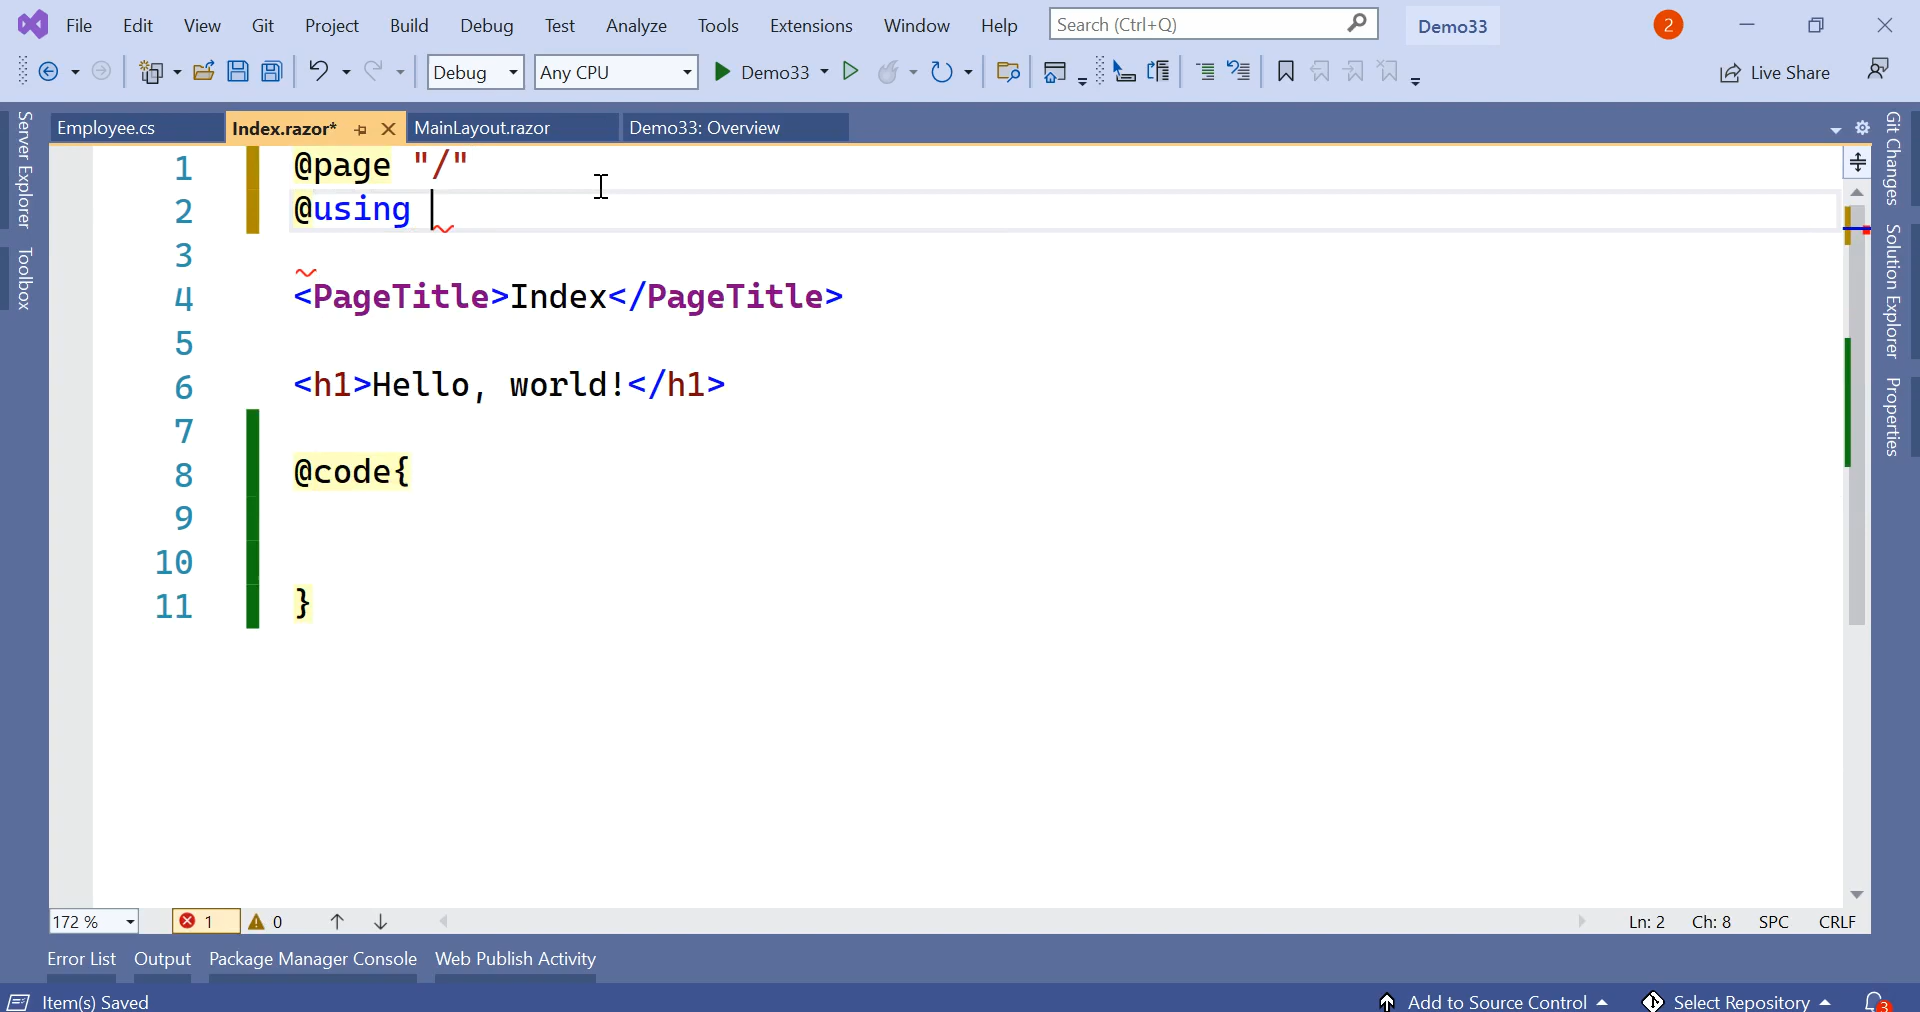 File Edit View Git Project Build Debug Test Analyze Tools Extensions Window Help Search (Ctrl+Q) Demo33 2
Debug Any CPU Demo33 Live Share
Employee.cs Index.razor* MainLayout.razor Demo33: Overview
Server Explorer
Toolbox
Git Changes
Solution Explorer
Properties
1 @page "/"
2 @using
3
4 <PageTitle>Index</PageTitle>
5
6 <h1>Hello, world!</h1>
7
8 @code{
9
10
11 }
172 % 1 0 Ln: 2 Ch: 8 SPC CRLF
Error List Output Package Manager Console Web Publish Activity
Item(s) Saved Add to Source Control Select Repository 3